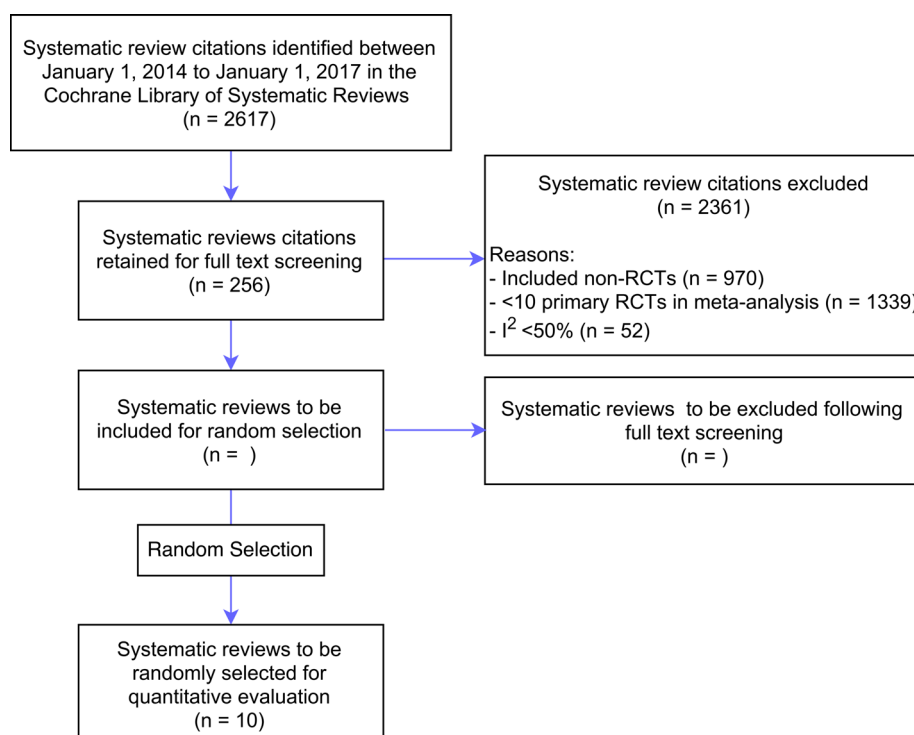 Systematic review citations identified between
January 1, 2014 to January 1, 2017 in the
Cochrane Library of Systematic Reviews
(n = 2617)
Systematic reviews citations
retained for full text screening
(n = 256)
Systematic review citations excluded
(n = 2361)
Reasons:
- Included non-RCTs (n = 970)
- <10 primary RCTs in meta-analysis (n = 1339)
- I² <50% (n = 52)
Systematic reviews to be
included for random selection
(n =  )
Systematic reviews  to be excluded following
full text screening
(n = )
Random Selection
Systematic reviews to be
randomly selected for
quantitative evaluation
(n = 10)